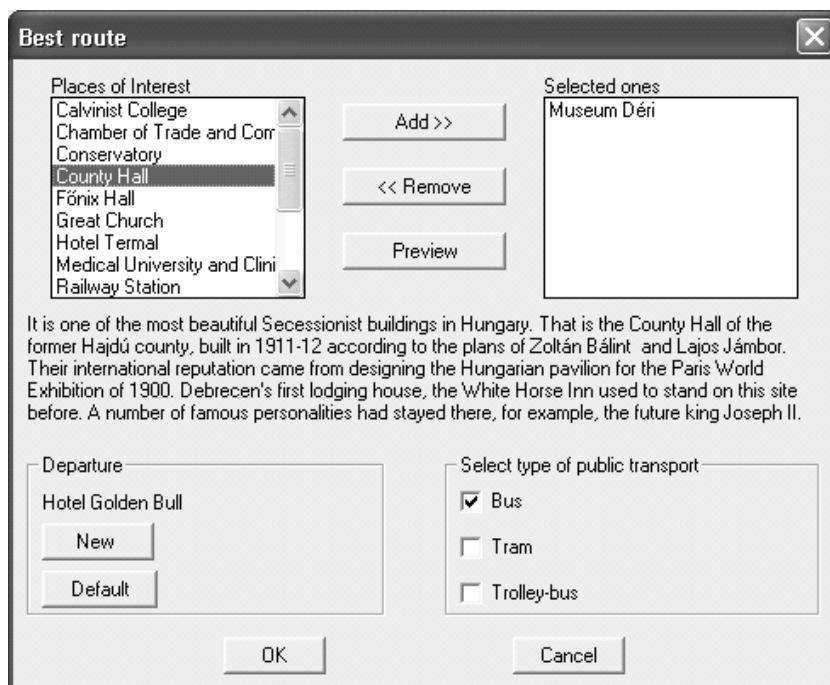 Best route
Places of Interest
Calvinist College
Chamber of Trade and Com
Conservatory
County Hall
Főnix Hall
Great Church
Hotel Termal
Medical University and Clini
Railway Station
Add >>
<< Remove
Preview
Selected ones
Museum Déri
It is one of the most beautiful Secessionist buildings in Hungary. That is the County Hall of the
former Hajdú county, built in 1911-12 according to the plans of Zoltán Bálint and Lajos Jámbor.
Their international reputation came from designing the Hungarian pavilion for the Paris World
Exhibition of 1900. Debrecen's first lodging house, the White Horse Inn used to stand on this site
before. A number of famous personalities had stayed there, for example, the future king Joseph II.
Departure
Hotel Golden Bull
New
Default
Select type of public transport
Bus
Tram
Trolley-bus
OK
Cancel